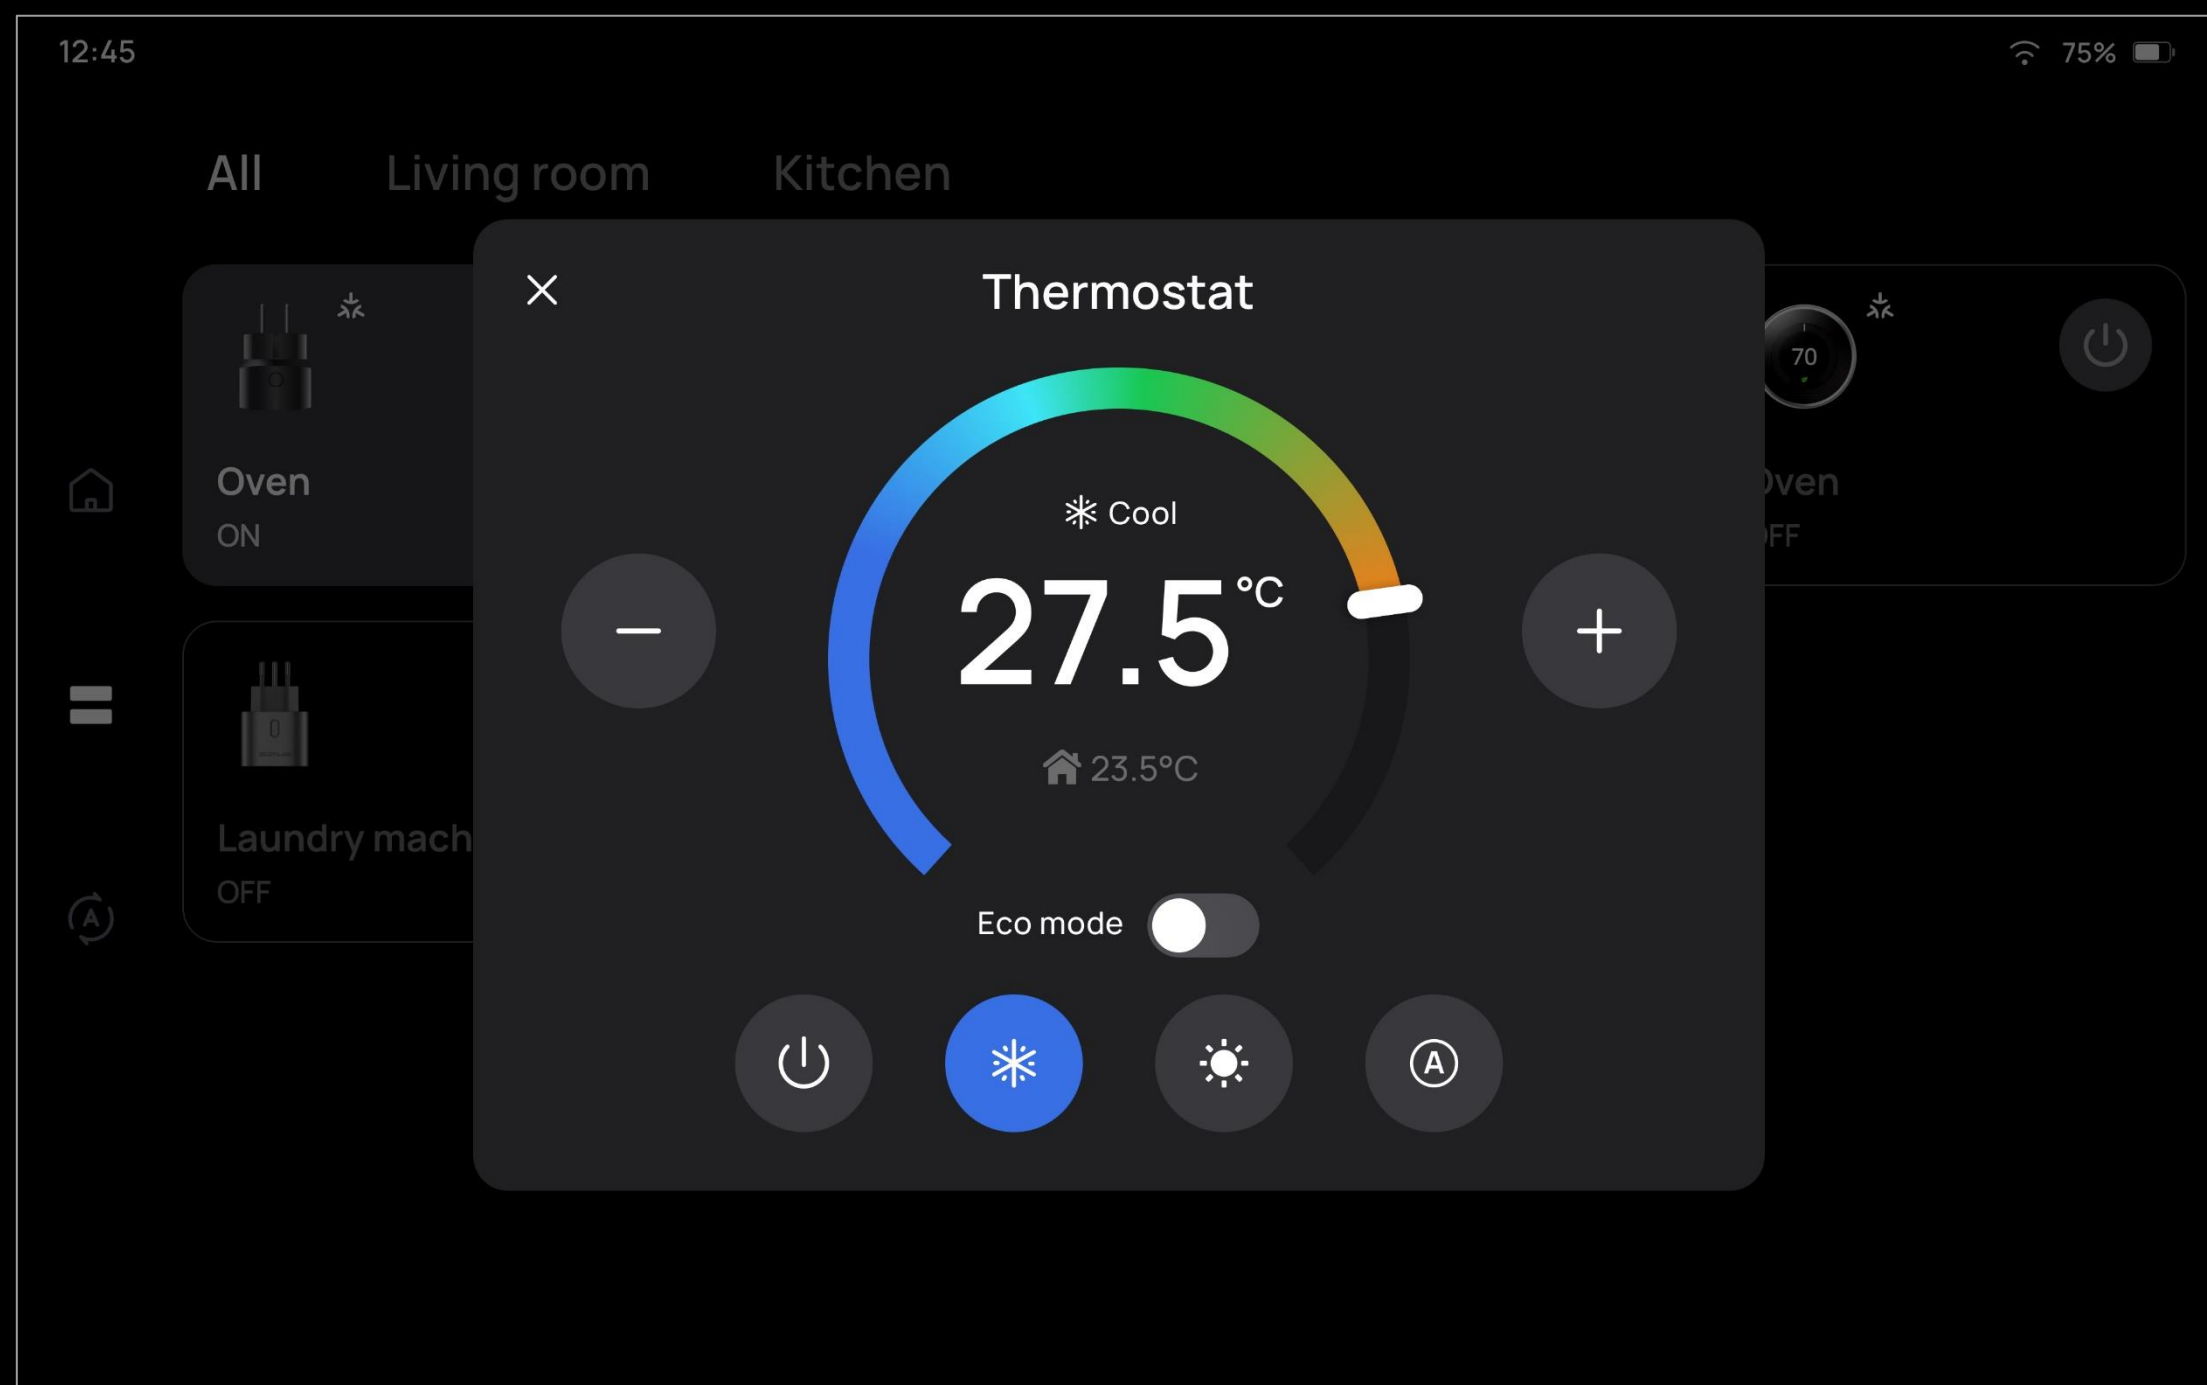 12:45
75%
All
Living room
Kitchen
Thermostat
70
Oven
ON
Cool
27.5°C
23.5°C
Laundry mach
OFF
Eco mode
A
A